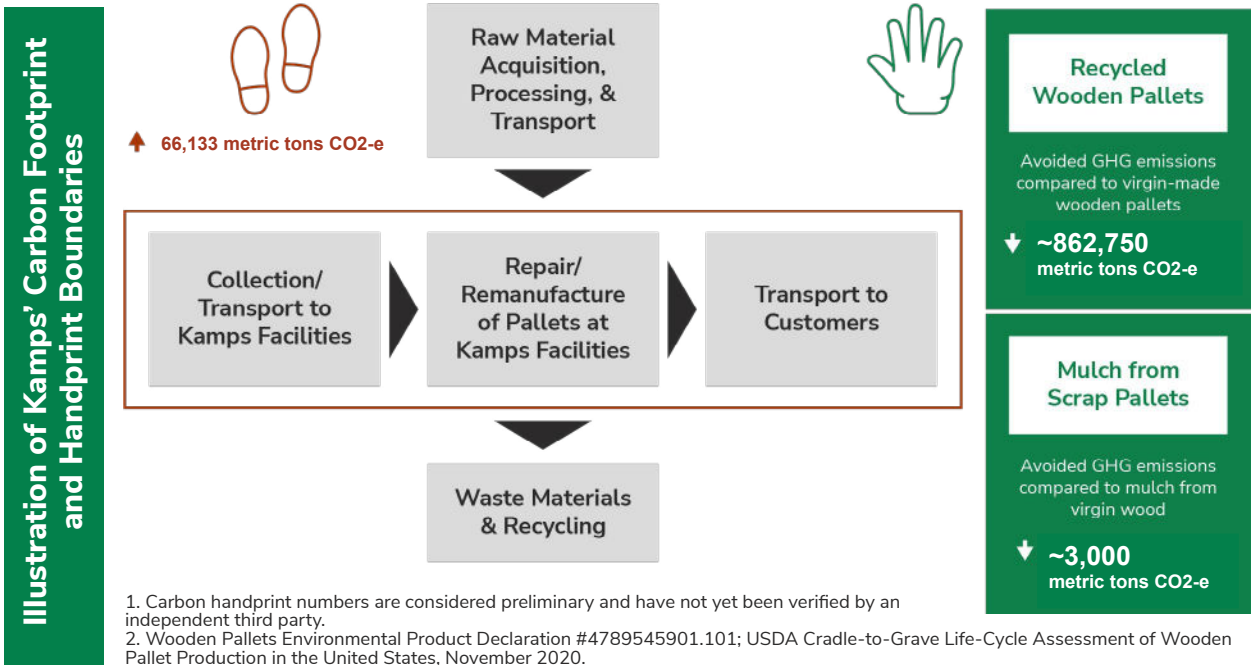 Illustration of Kamps’ Carbon Footprint
and Handprint Boundaries
66,133 metric tons CO2-e
Raw Material
Acquisition,
Processing, &
Transport
Collection/
Transport to
Kamps Facilities
Repair/
Remanufacture
of Pallets at
Kamps Facilities
Transport to
Customers
Waste Materials
& Recycling
Recycled
Wooden Pallets
Avoided GHG emissions
compared to virgin-made
wooden pallets
~862,750
metric tons CO2-e
Mulch from
Scrap Pallets
Avoided GHG emissions
compared to mulch from
virgin wood
~3,000
metric tons CO2-e
1. Carbon handprint numbers are considered preliminary and have not yet been verified by an
independent third party.
2. Wooden Pallets Environmental Product Declaration #4789545901.101; USDA Cradle-to-Grave Life-Cycle Assessment of Wooden
Pallet Production in the United States, November 2020.